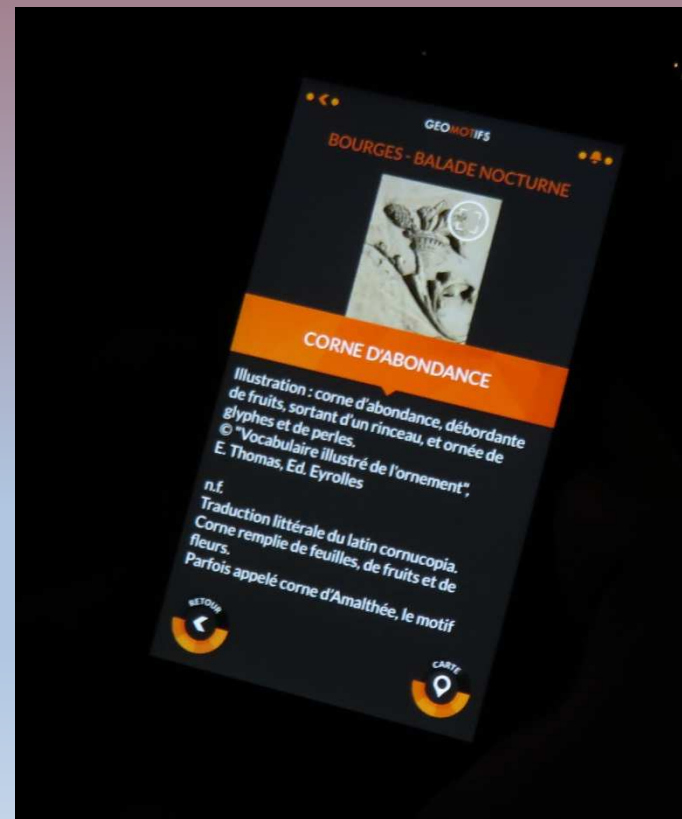 GEOMOTIFS
BOURGES - BALADE NOCTURNE
CORNE D'ABONDANCE
Illustration : corne d'abondance, débordante
de fruits, sortant d'un rinceau, et ornée de
glyphes et de perles.
© "Vocabulaire illustré de l'ornement",
E. Thomas, Ed. Eyrolles
n.f.
Traduction littérale du latin cornucopia.
Corne remplie de feuilles, de fruits et de
fleurs.
Parfois appelé corne d'Amalthée, le motif
RETOUR
CARTE